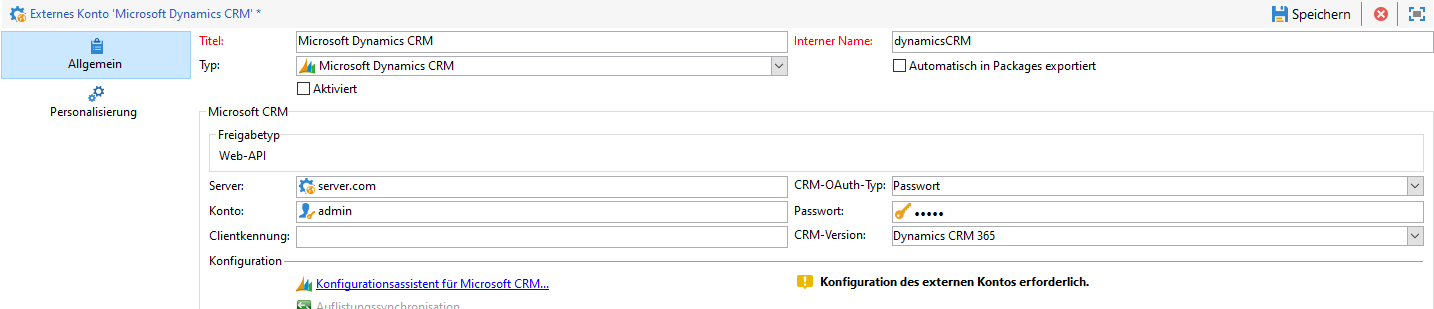 Externes Konto 'Microsoft Dynamics CRM' *
Speichern
Allgemein
Personalisierung
Titel: Microsoft Dynamics CRM Interner Name: dynamicsCRM
Typ: Microsoft Dynamics CRM Automatisch in Packages exportiert
Aktiviert
Microsoft CRM
Freigabetyp
Web-API
Server: server.com CRM-OAuth-Typ: Passwort
Konto: admin Passwort: •••••
Clientkennung: CRM-Version: Dynamics CRM 365
Konfiguration
Konfigurationsassistent für Microsoft CRM... Konfiguration des externen Kontos erforderlich.
Auflistungssynchronisation